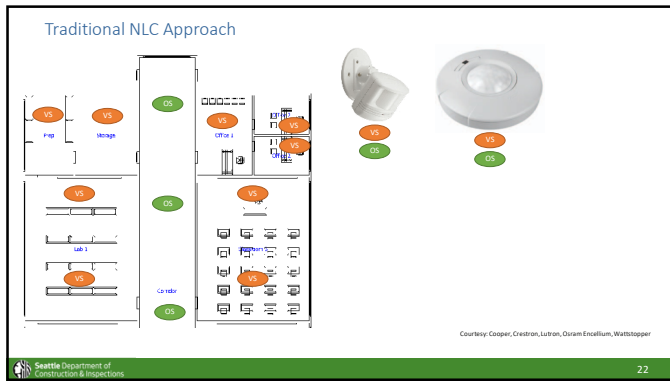 Traditional NLC Approach
OS
VS
VS
VS
VS
Prep
Storage
Office 1
VS
Office 2
VS
OS
VS
OS
VS
VS
OS
Lab 1
VS
VS
Corridor
OS
Courtesy: Cooper, Crestron, Lutron, Osram Encellium, Wattstopper
Seattle Department of
Construction & Inspections
22